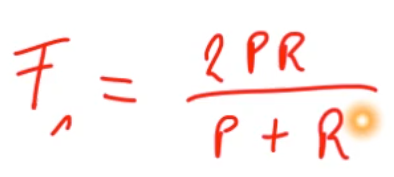 F₁ = 2PR / P + R